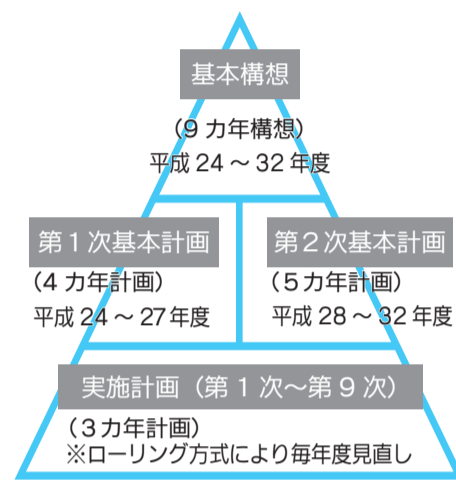 基本構想
（9 カ年構想）
平成 24 ～ 32 年度
第１次基本計画
（4 カ年計画）
平成 24 ～ 27 年度
第２次基本計画
（５カ年計画）
平成 28 ～ 32 年度
実施計画（第 1 次～第 9 次）
（３カ年計画）
※ローリング方式により毎年度見直し